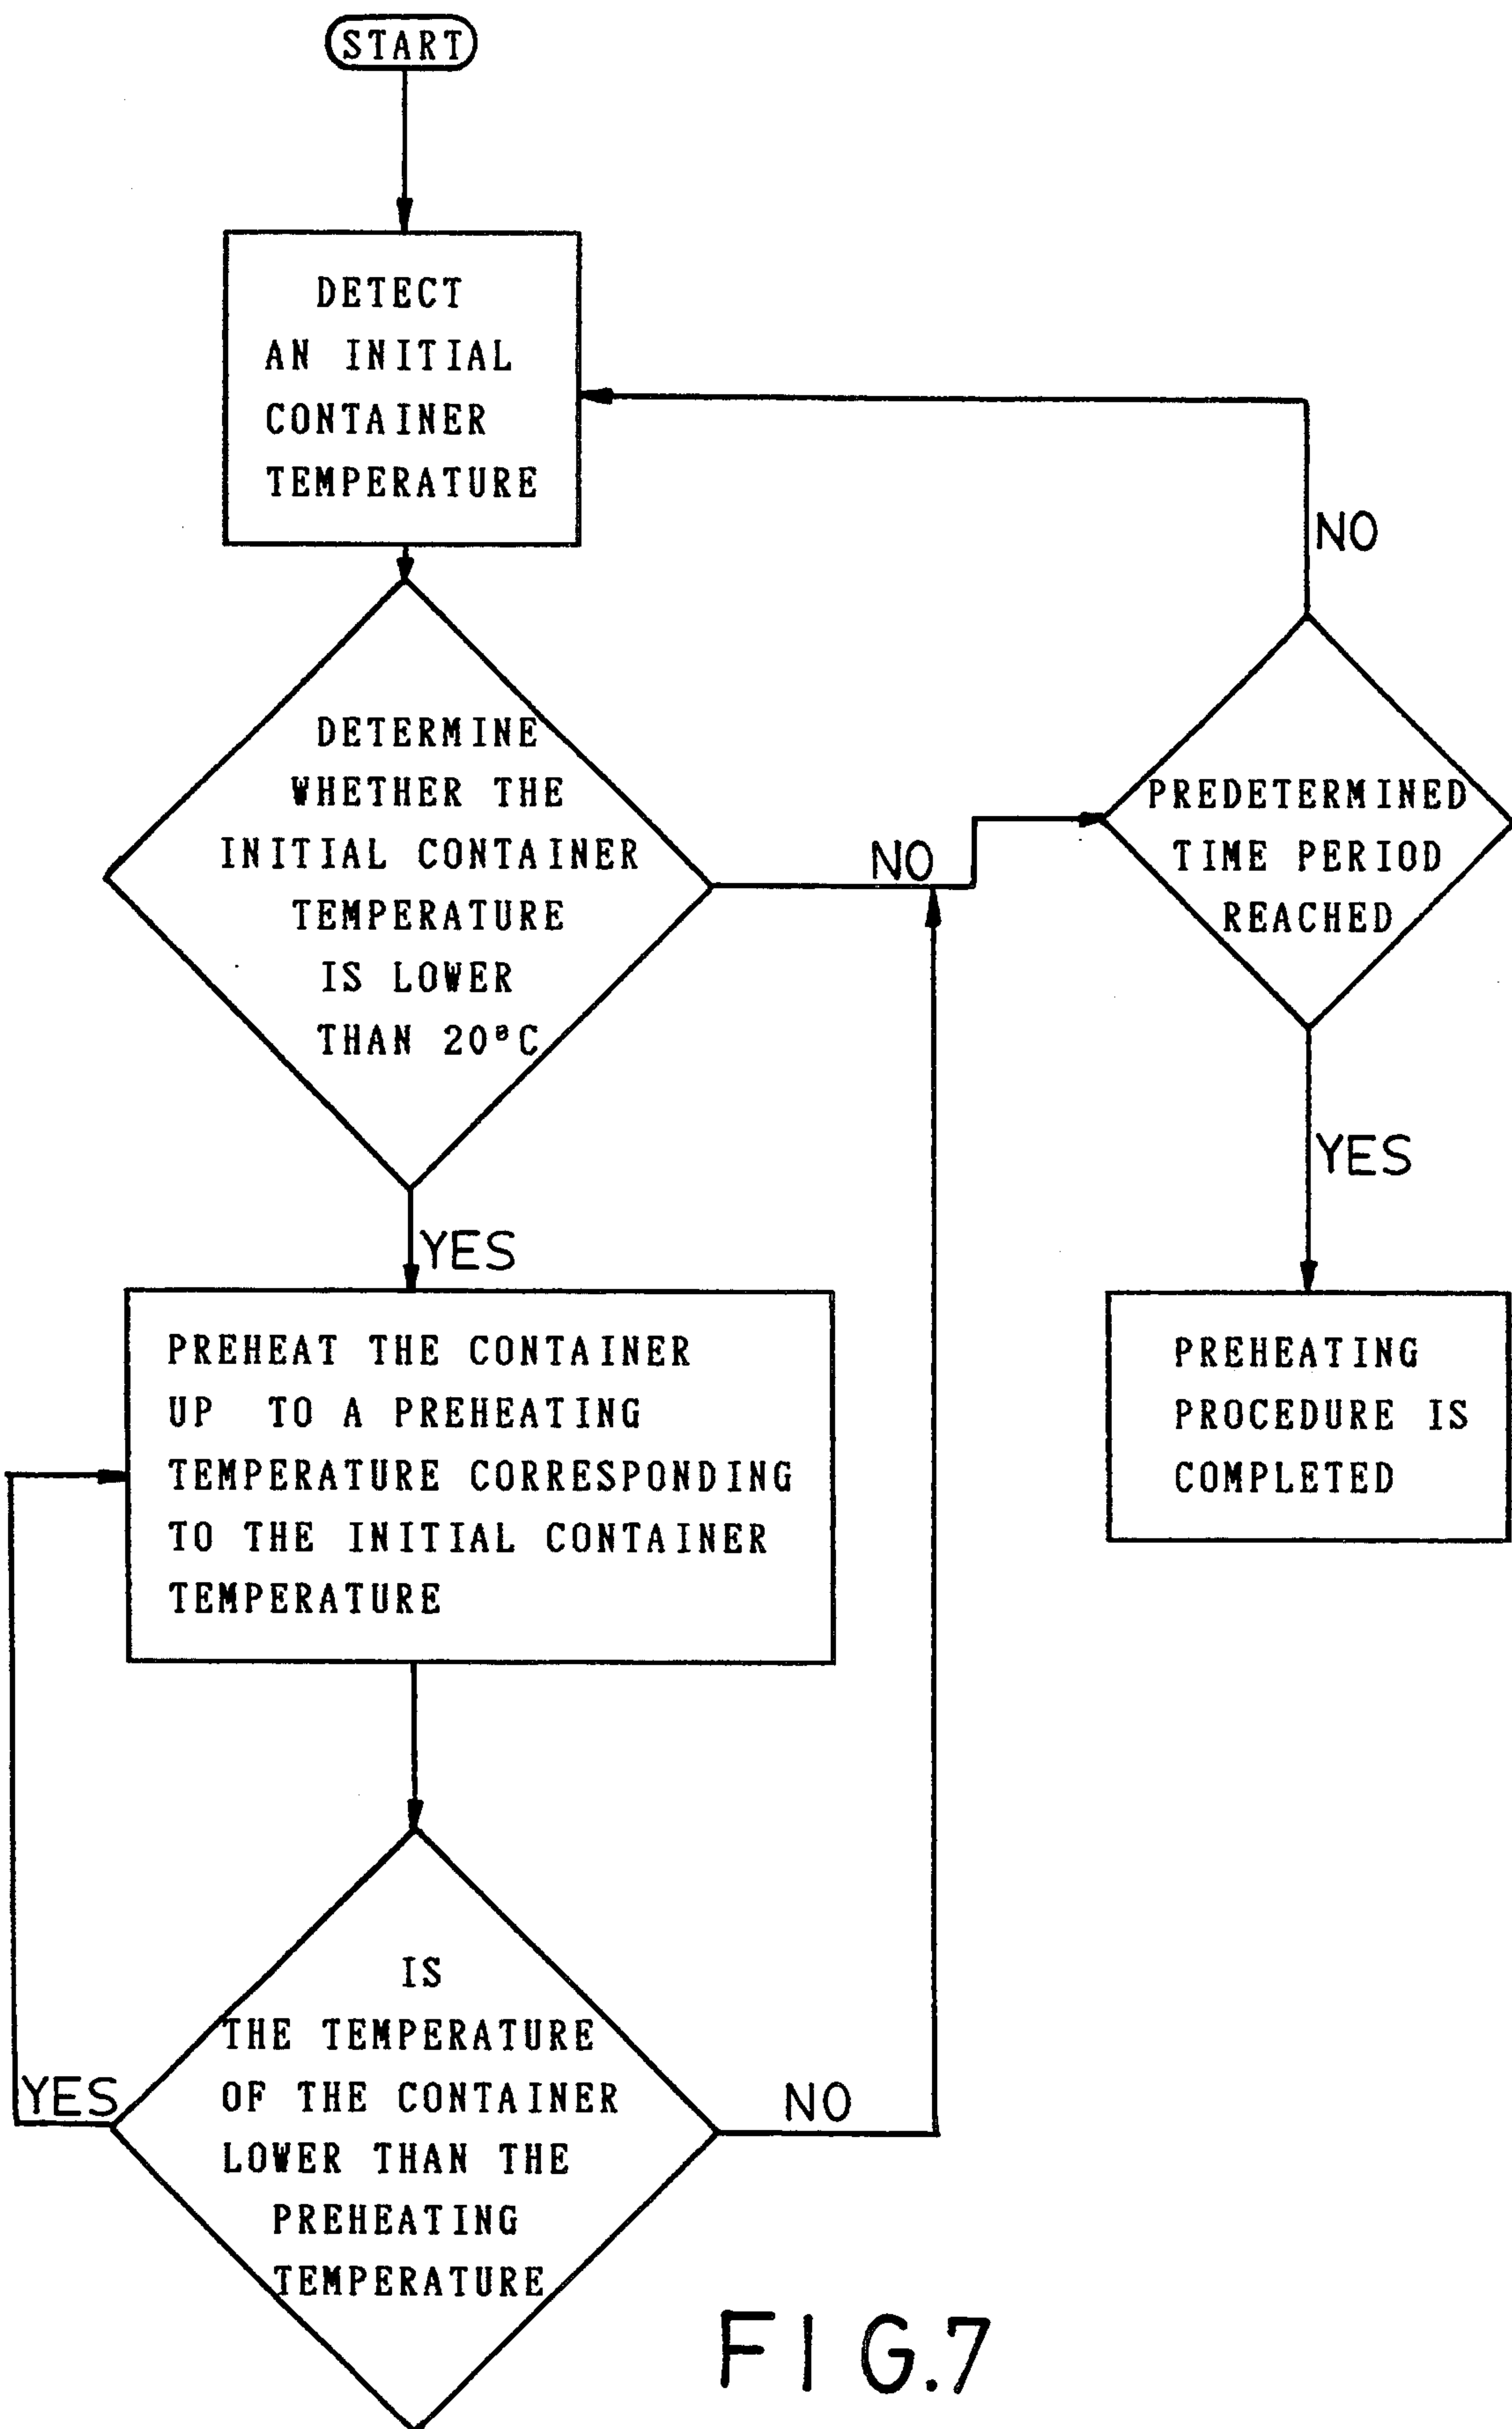 START
DETECT
AN INITIAL
CONTAINER
TEMPERATURE
NO
DETERMINE
WHETHER THE
INITIAL CONTAINER
TEMPERATURE
IS LOWER
THAN 20°C
NO
PREDETERMINED
TIME PERIOD
REACHED
YES
YES
PREHEAT THE CONTAINER
UP TO A PREHEATING
TEMPERATURE CORRESPONDING
TO THE INITIAL CONTAINER
TEMPERATURE
PREHEATING
PROCEDURE IS
COMPLETED
IS
THE TEMPERATURE
OF THE CONTAINER
LOWER THAN THE
PREHEATING
TEMPERATURE
YES
NO
FIG.7